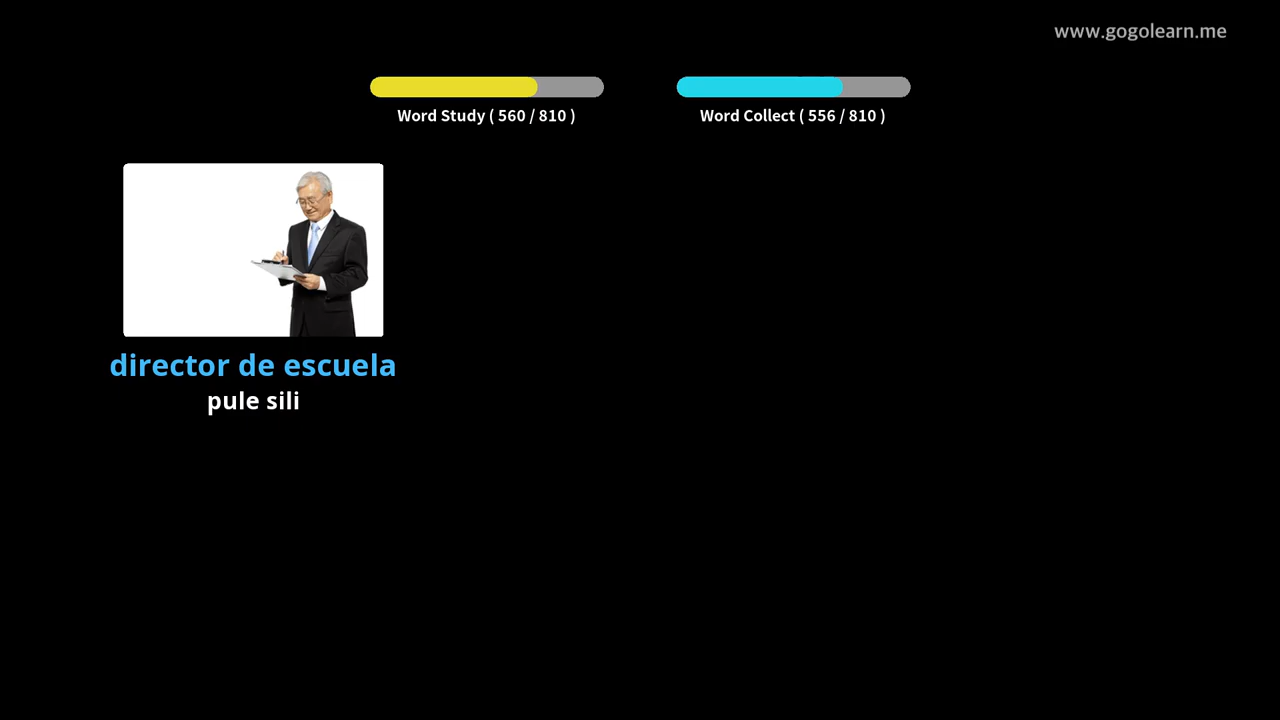 www.gogolearn.me
Word Study ( 560 / 810 )
Word Collect ( 556 / 810 )
director de escuela
pule sili